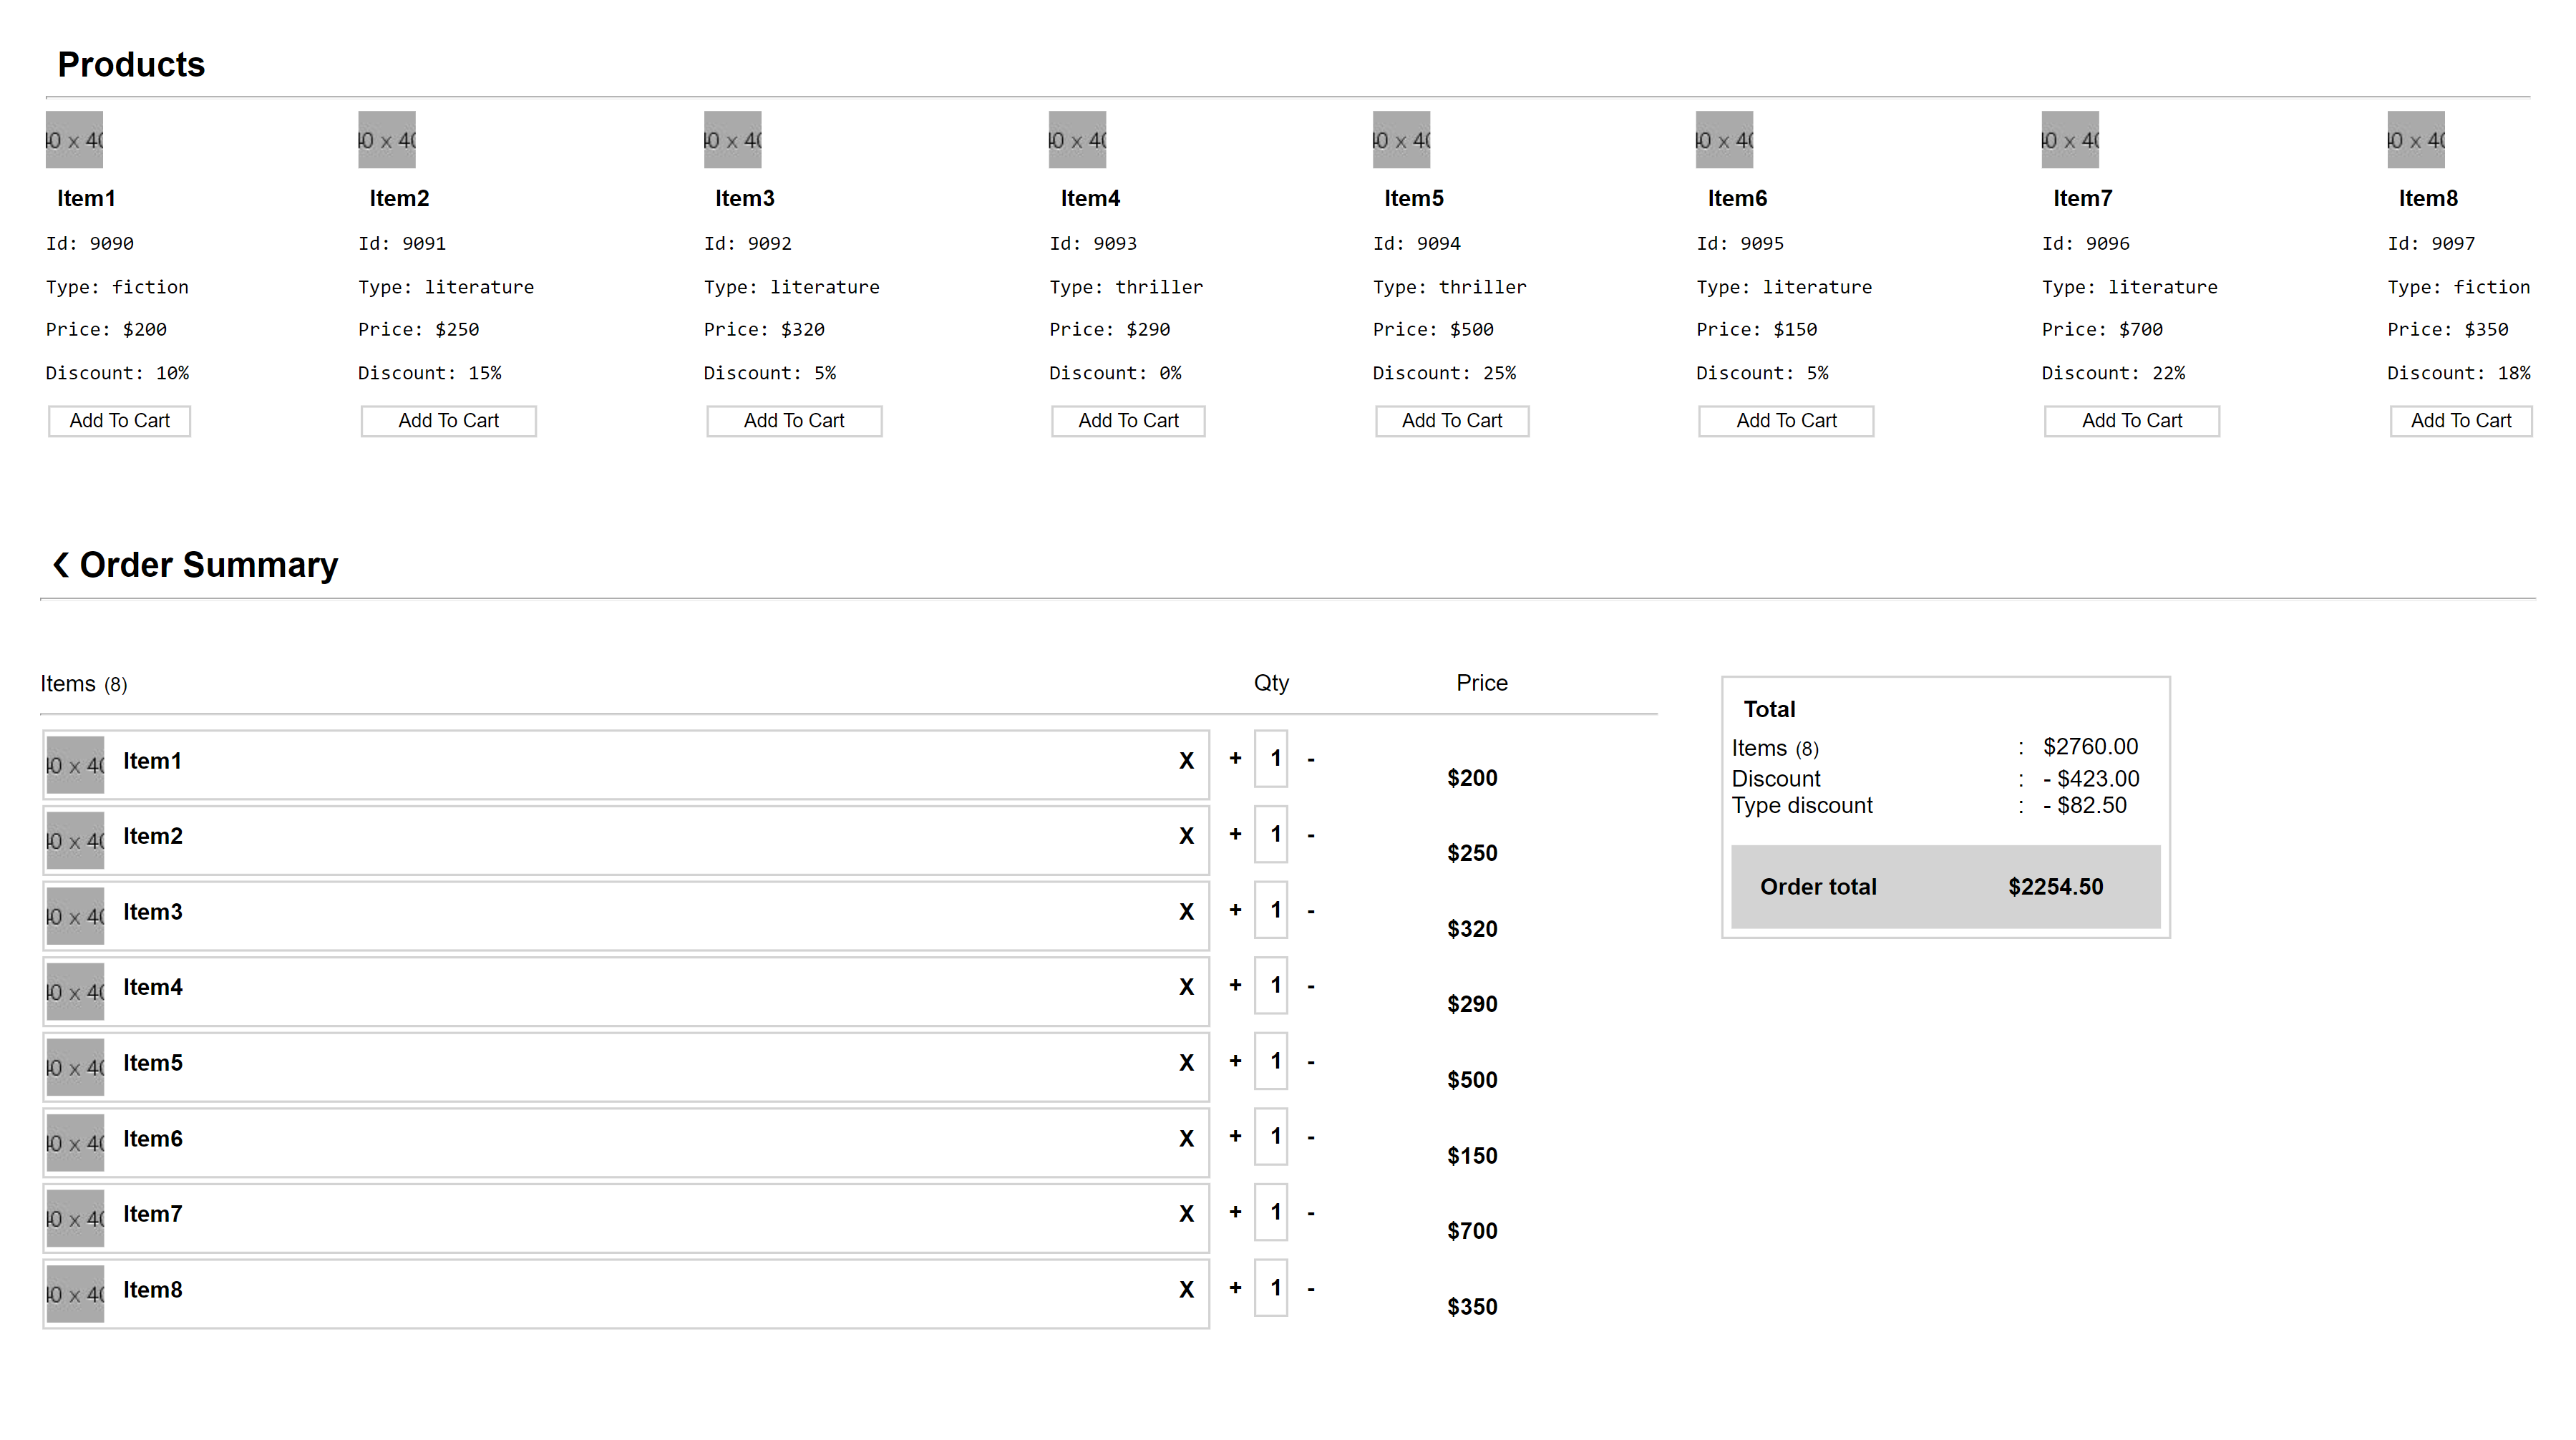 Products
40 x 40 40 x 40 40 x 40 40 x 40 40 x 40 40 x 40 40 x 40 40 x 40
Item1 Item2 Item3 Item4 Item5 Item6 Item7 Item8
Id: 9090 Id: 9091 Id: 9092 Id: 9093 Id: 9094 Id: 9095 Id: 9096 Id: 9097
Type: fiction Type: literature Type: literature Type: thriller Type: thriller Type: literature Type: literature Type: fiction
Price: $200 Price: $250 Price: $320 Price: $290 Price: $500 Price: $150 Price: $700 Price: $350
Discount: 10% Discount: 15% Discount: 5% Discount: 0% Discount: 25% Discount: 5% Discount: 22% Discount: 18%
Add To Cart Add To Cart Add To Cart Add To Cart Add To Cart Add To Cart Add To Cart Add To Cart
❮ Order Summary
Items (8) Qty Price
40 x 40 Item1 X + 1 - $200
40 x 40 Item2 X + 1 - $250
40 x 40 Item3 X + 1 - $320
40 x 40 Item4 X + 1 - $290
40 x 40 Item5 X + 1 - $500
40 x 40 Item6 X + 1 - $150
40 x 40 Item7 X + 1 - $700
40 x 40 Item8 X + 1 - $350
Total
Items (8) : $2760.00
Discount : - $423.00
Type discount : - $82.50
Order total $2254.50